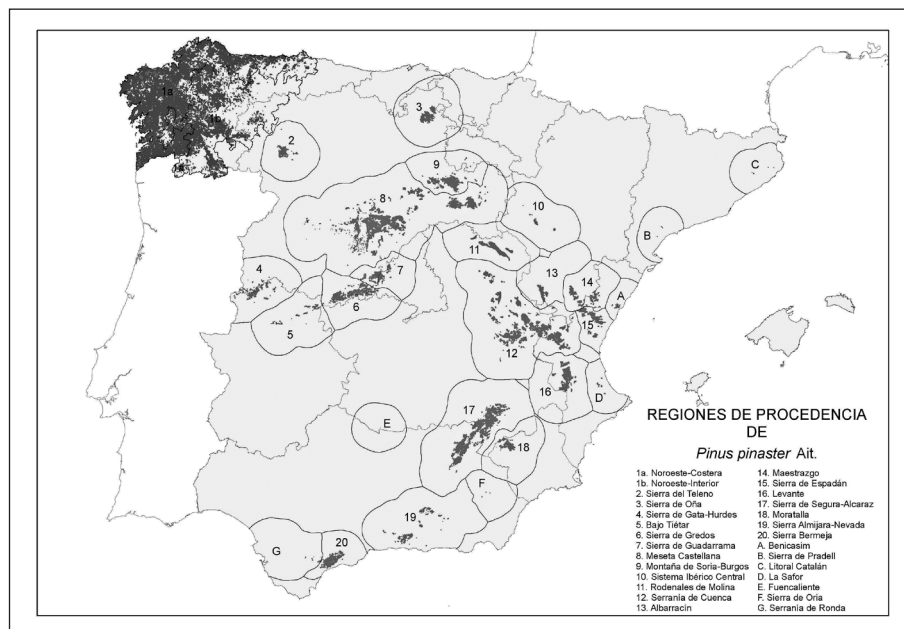 1a
1b
1a
2
3
9
8
10
C
B
11
7
4
6
5
13
14
A
15
12
16
D
17
E
18
F
19
20
G
REGIONES DE PROCEDENCIA
DE
Pinus pinaster Ait.
1a. Noroeste-Costera
1b. Noroeste-Interior
2. Sierra del Teleno
3. Sierra de Oña
4. Sierra de Gata-Hurdes
5. Bajo Tiétar
6. Sierra de Gredos
7. Sierra de Guadarrama
8. Meseta Castellana
9. Montaña de Soria-Burgos
10. Sistema Ibérico Central
11. Rodenales de Molina
12. Serranía de Cuenca
13. Albarracín
14. Maestrazgo
15. Sierra de Espadán
16. Levante
17. Sierra de Segura-Alcaraz
18. Moratalla
19. Sierra Almijara-Nevada
20. Sierra Bermeja
A. Benicasim
B. Sierra de Pradell
C. Litoral Catalán
D. La Safor
E. Fuencaliente
F. Sierra de Oria
G. Serranía de Ronda